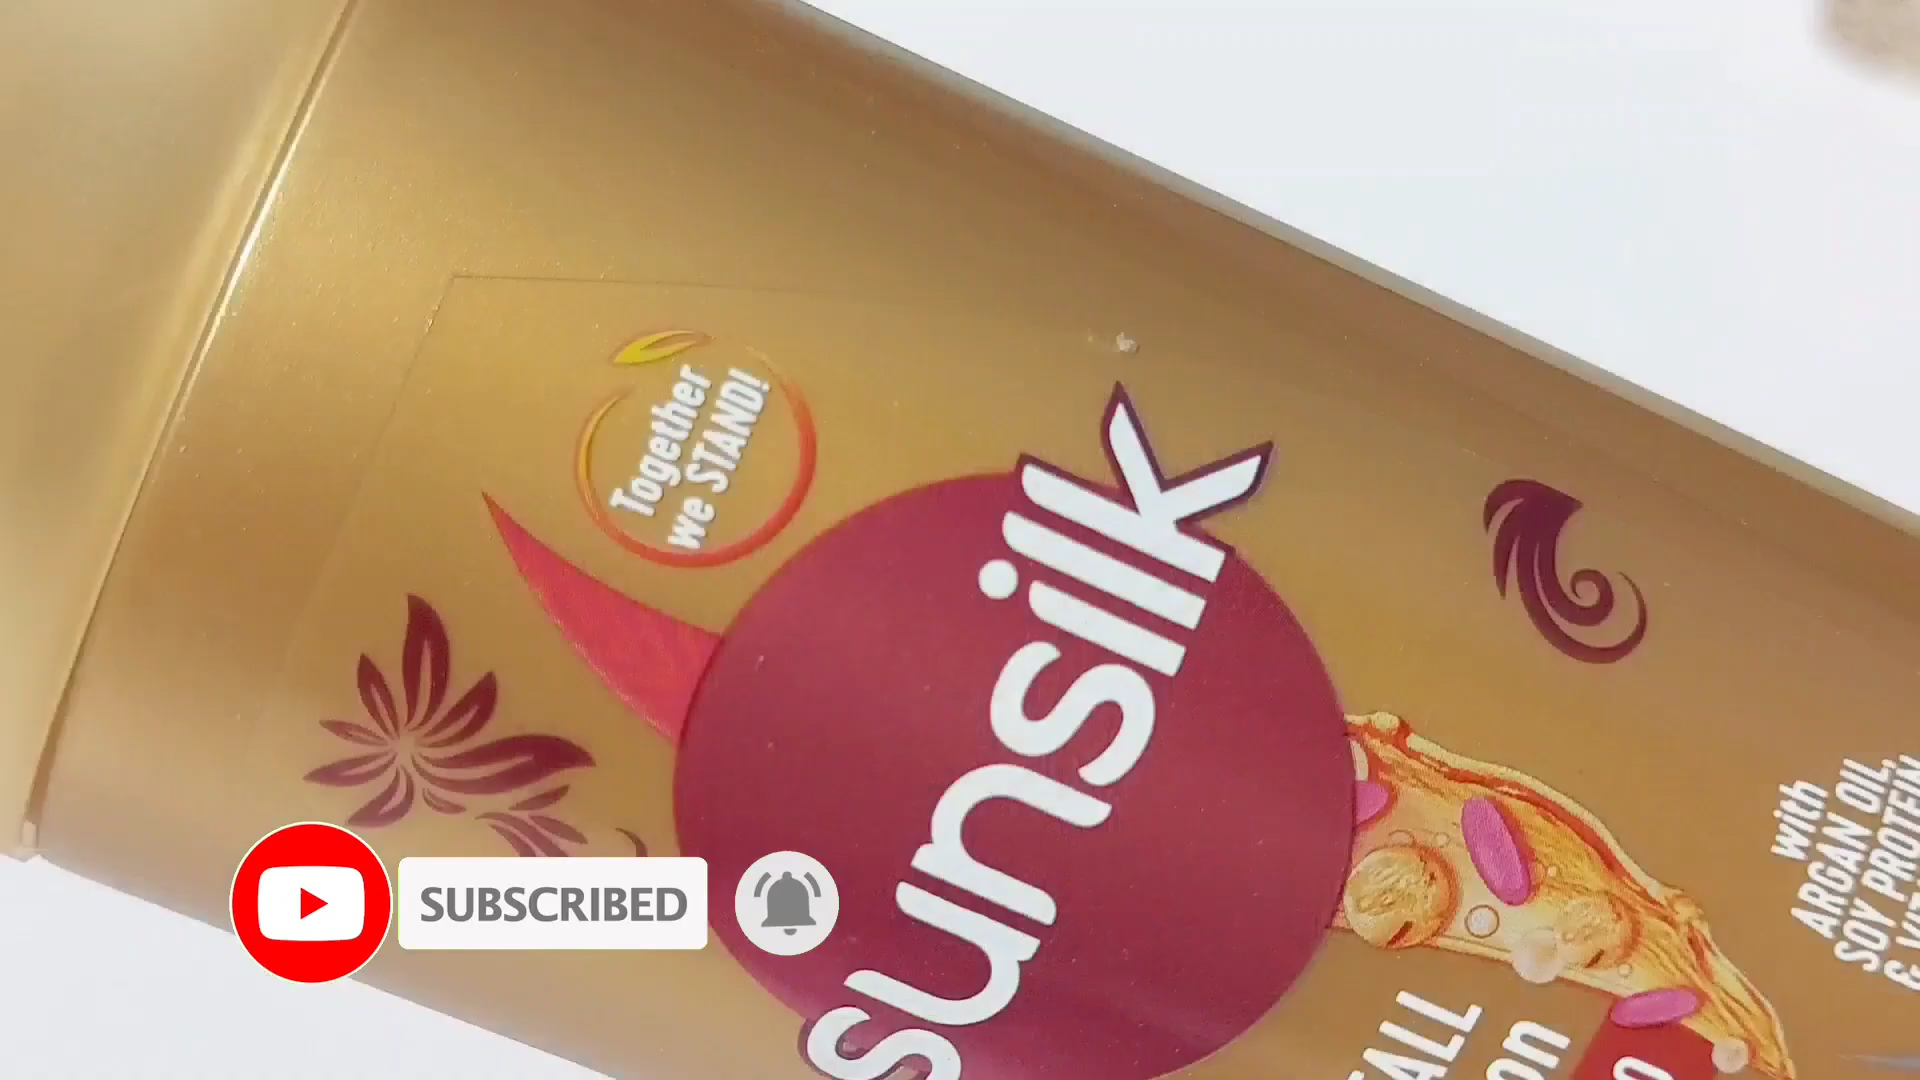 Together
we STAND!
sunsilk
with
ARGAN OIL,
SOY PROTEIN
&
SUBSCRIBED